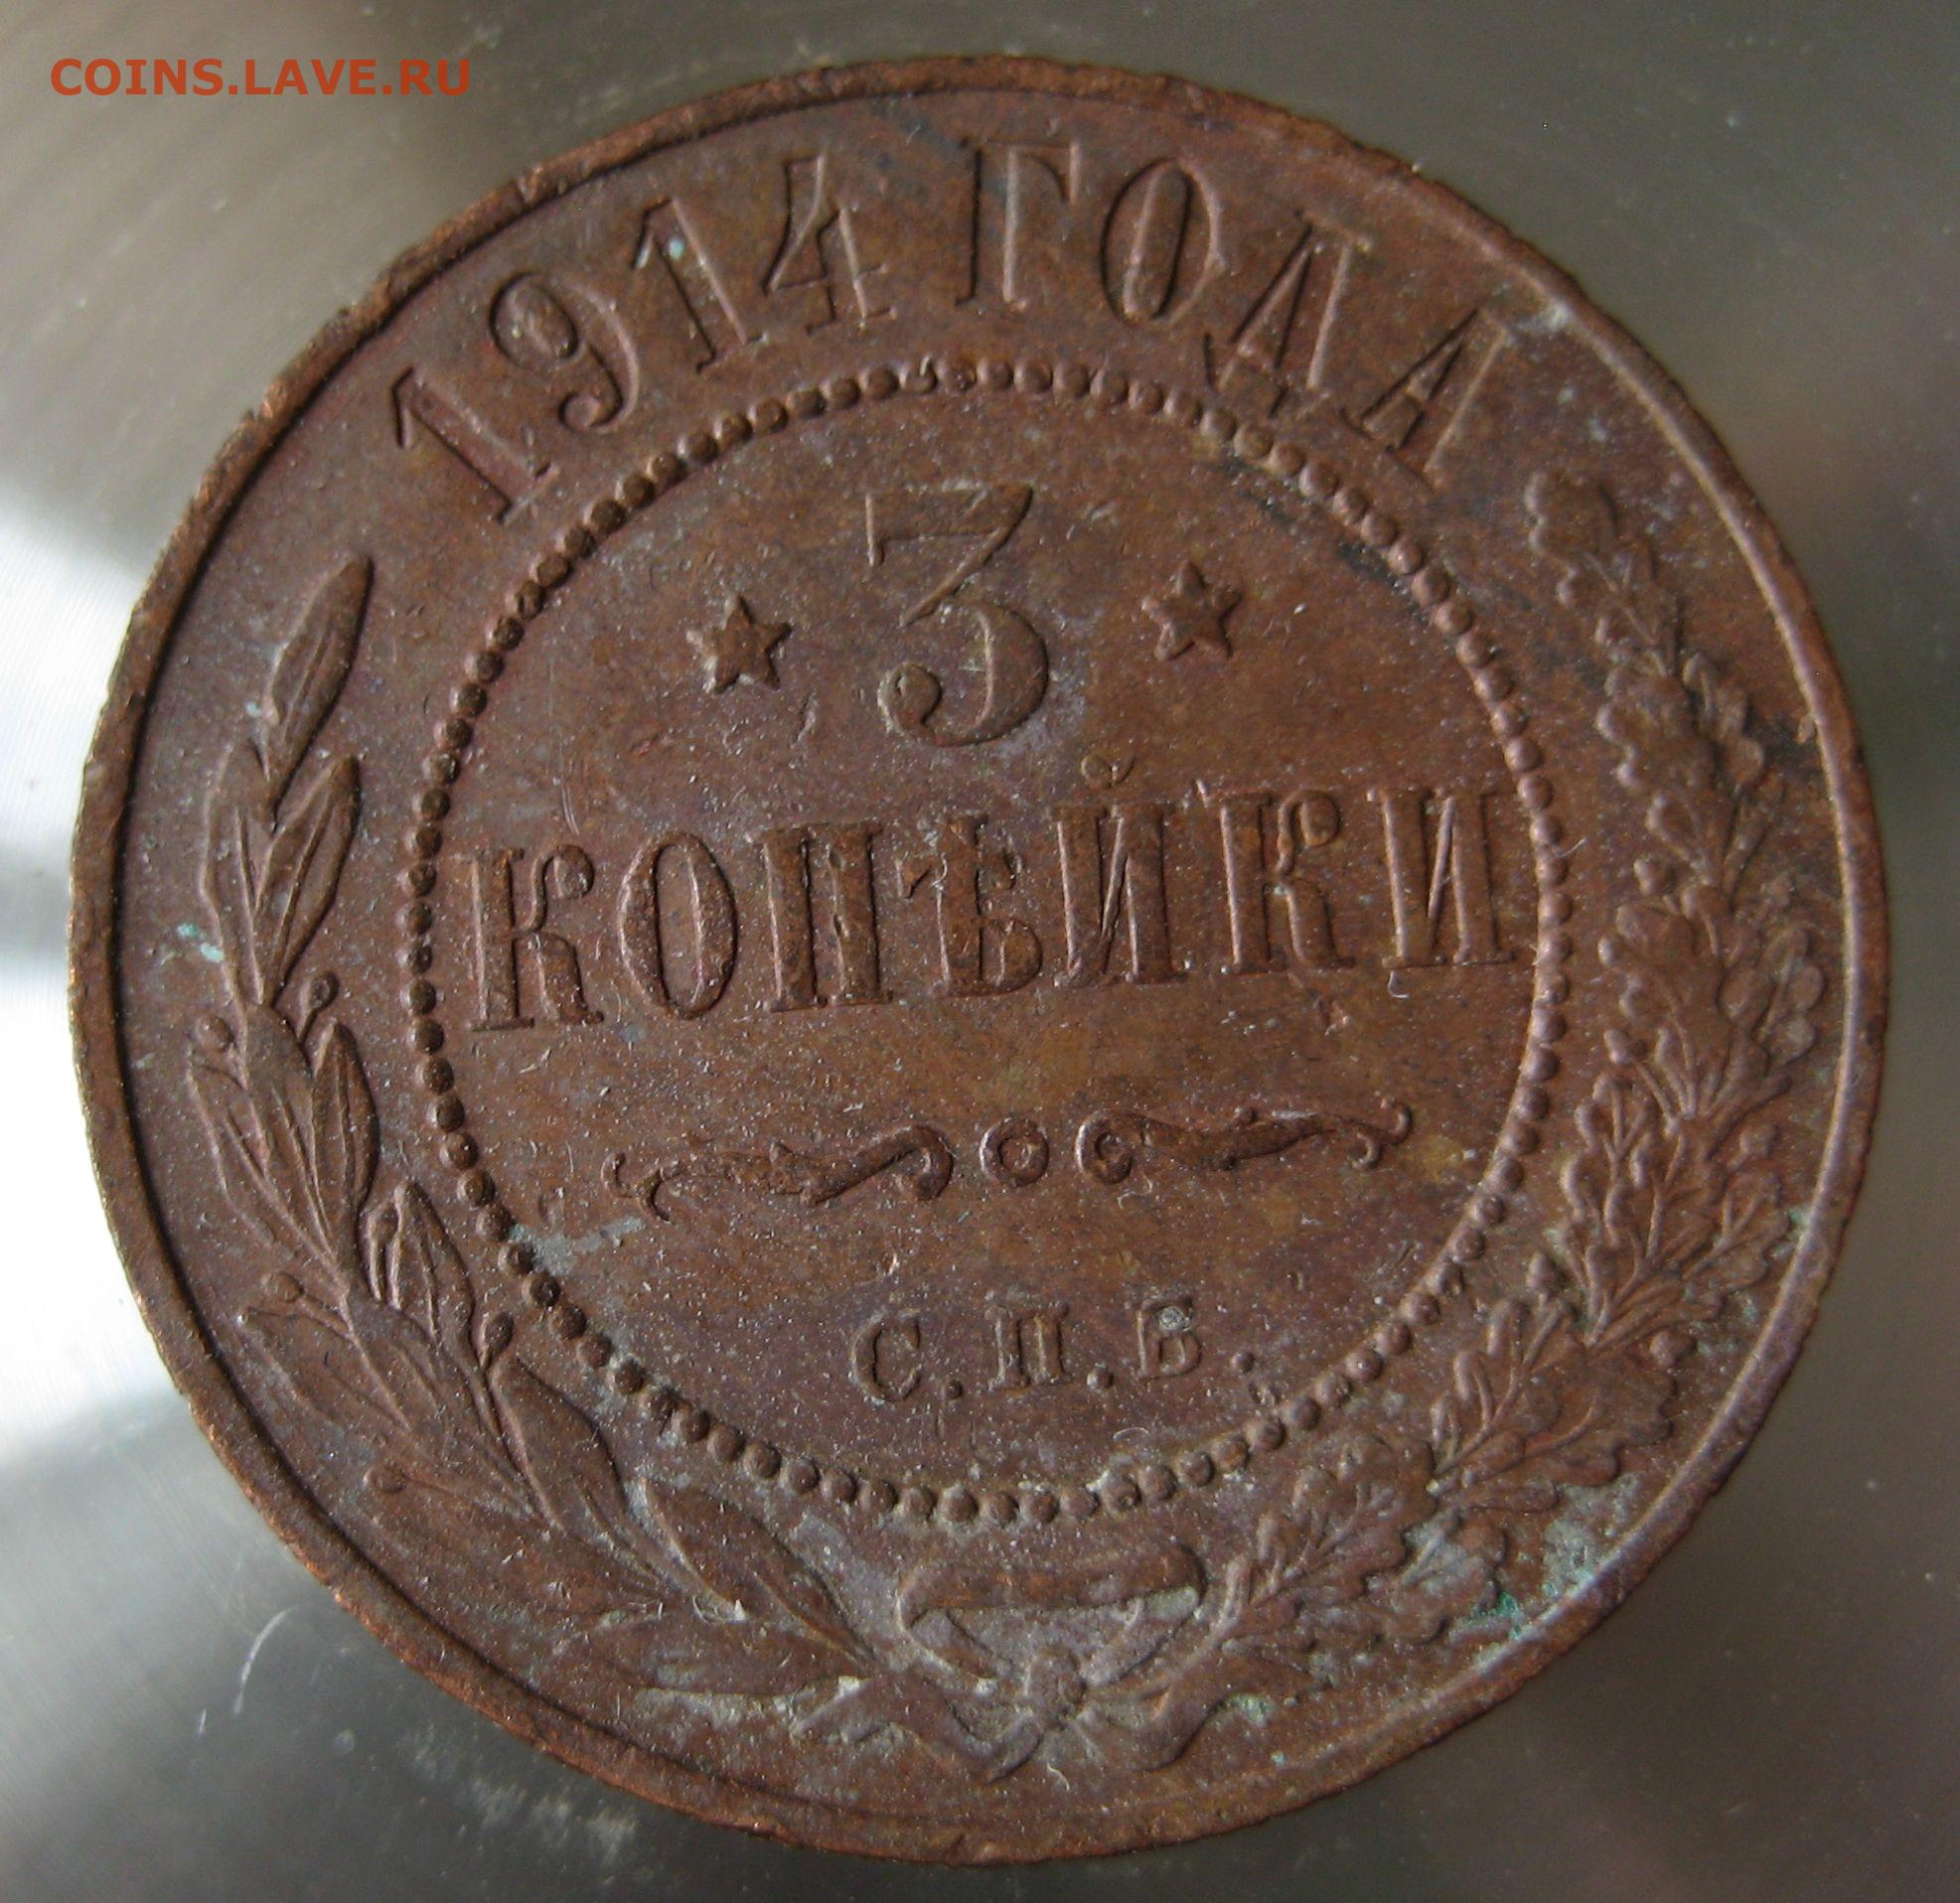 COINS.LAVE.RU
1914 ГОДА
3
КОПѢЙКИ
С.П.Б.